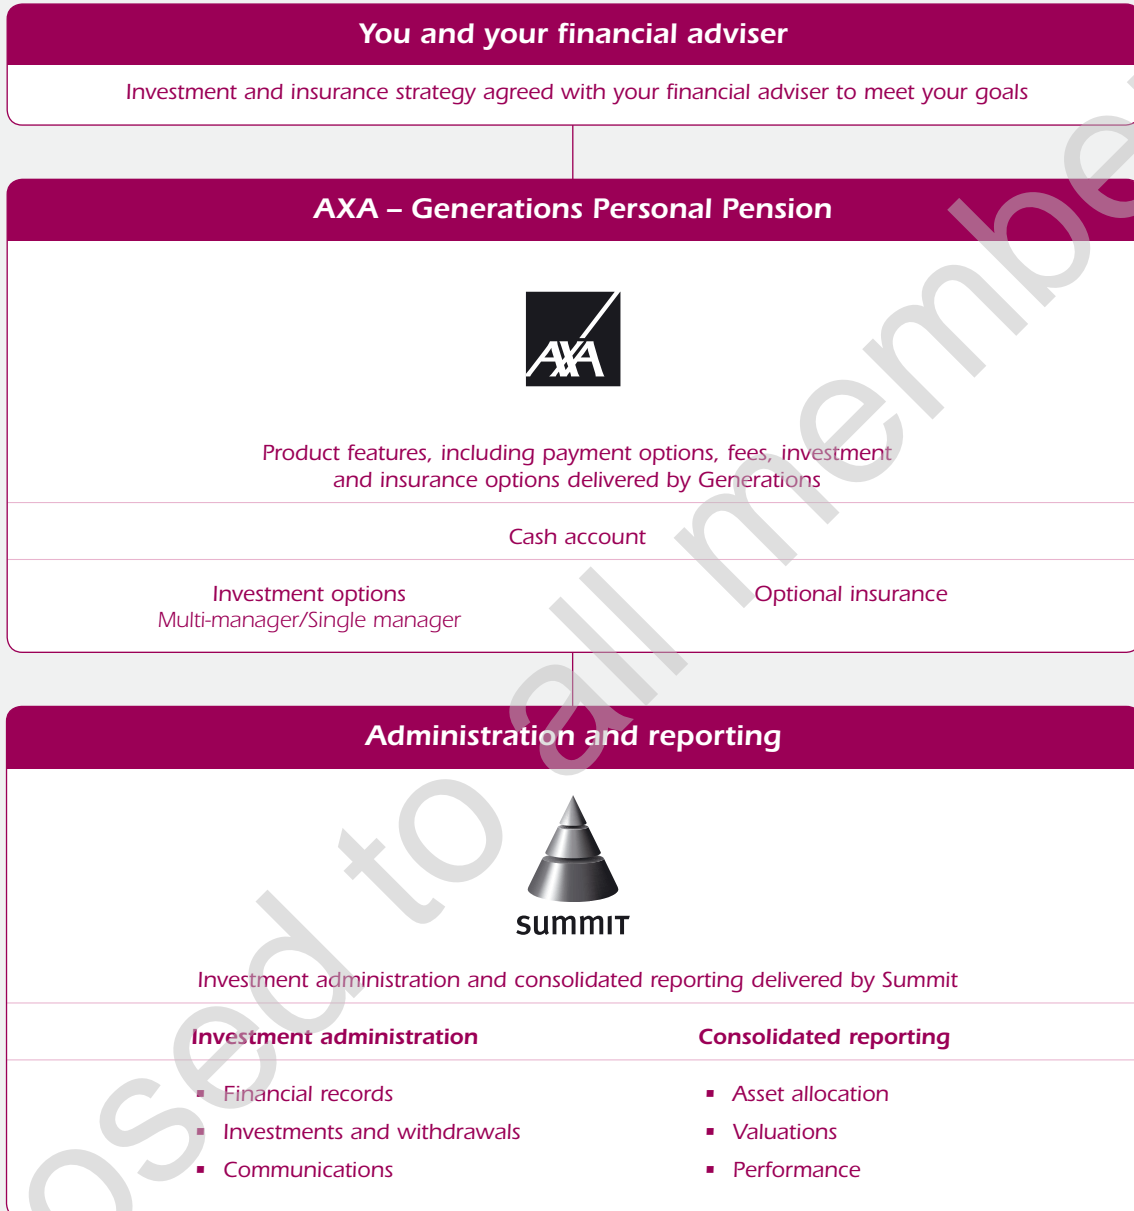 You and your financial adviser
Investment and insurance strategy agreed with your financial adviser to meet your goals
AXA – Generations Personal Pension
AXA
Product features, including payment options, fees, investment
and insurance options delivered by Generations
Cash account
Investment options
Multi-manager/Single manager
Optional insurance
Administration and reporting
SUMMIT
Investment administration and consolidated reporting delivered by Summit
Investment administration
Consolidated reporting
▪ Financial records
▪ Investments and withdrawals
▪ Communications
▪ Asset allocation
▪ Valuations
▪ Performance
osed to all member